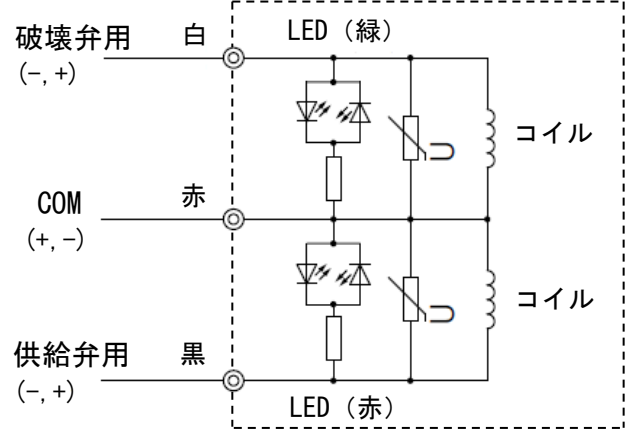 破壊弁用 白 LED (緑)
(-,+)
コイル
COM 赤
(+,-)
コイル
供給弁用 黒
(-,+)
LED (赤)